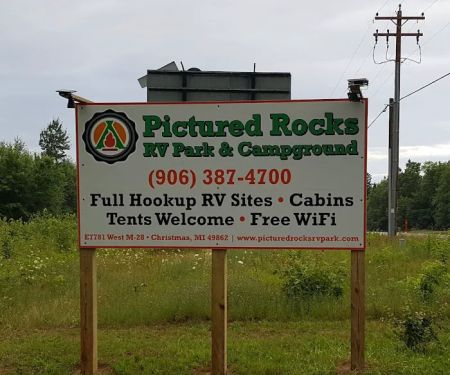 Pictured Rocks
RV Park & Campground
(906) 387-4700
Full Hookup RV Sites • Cabins
Tents Welcome • Free WiFi
E7781 West M-28 • Christmas, MI 49862 | www.picturedrocksrvpark.com